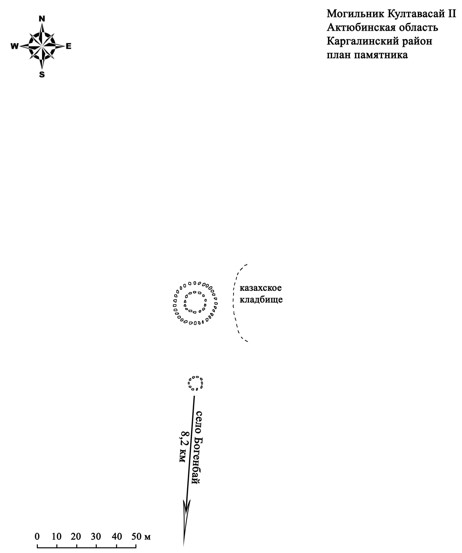 Могильник Култавасай II
Актюбинская область
Каргалинский район
план памятника
N
W E
S
казахское
кладбище
село Богенбай
8,2 км
0 10 20 30 40 50 м